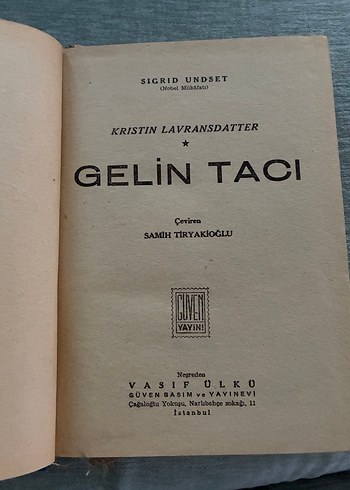 SIGRID UNDSET
(Nobel Mükâfatı)
KRISTIN LAVRANSDATTER
★
GELİN TACI
Çeviren
SAMİH TİRYAKİOĞLU
GÜVEN
YAYINI
Neşreden
VASIF ÜLKÜ
GÜVEN BASIM ve YAYINEVİ
Çağaloğlu Yokuşu, Narlıbahçe sokağı, 11
İstanbul